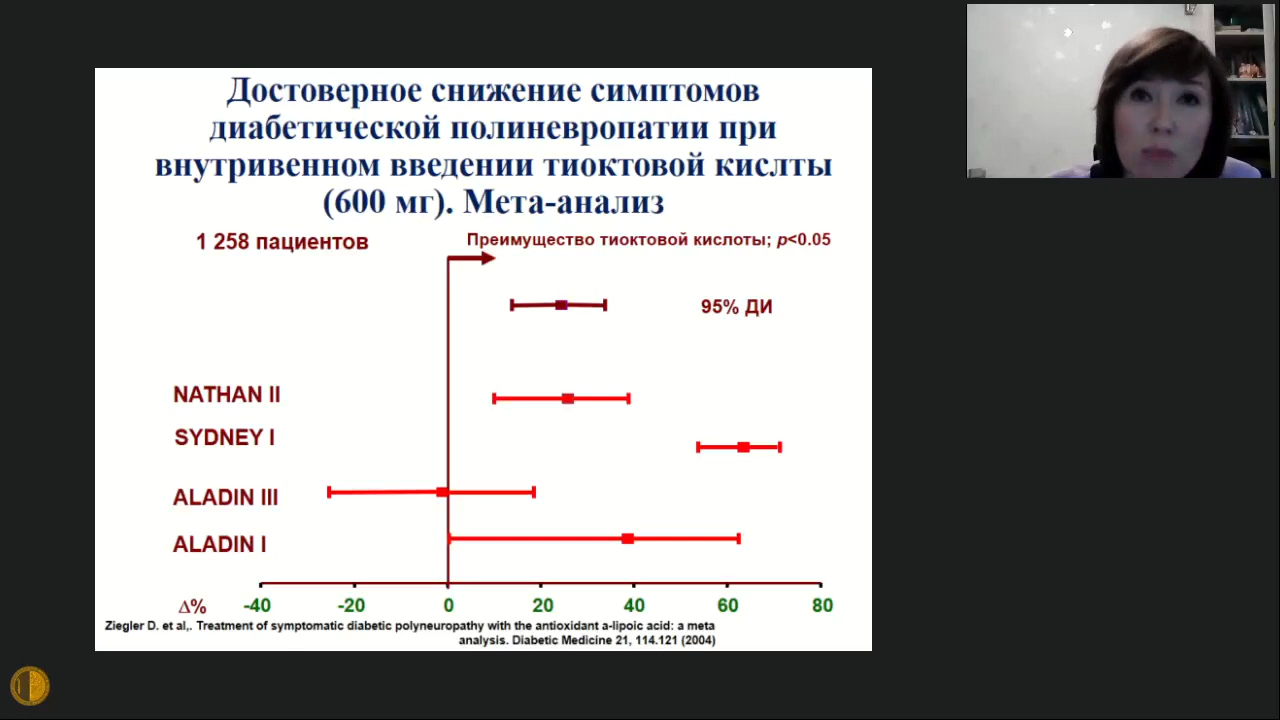 Достоверное снижение симптомов
диабетической полиневропатии при
внутривенном введении тиоктовой кислты
(600 мг). Мета-анализ
1 258 пациентов
Преимущество тиоктовой кислоты; p<0.05
95% ДИ
NATHAN II
SYDNEY I
ALADIN III
ALADIN I
Δ% -40 -20 0 20 40 60 80
Ziegler D. et al,. Treatment of symptomatic diabetic polyneuropathy with the antioxidant a-lipoic acid: a meta
analysis. Diabetic Medicine 21, 114.121 (2004)